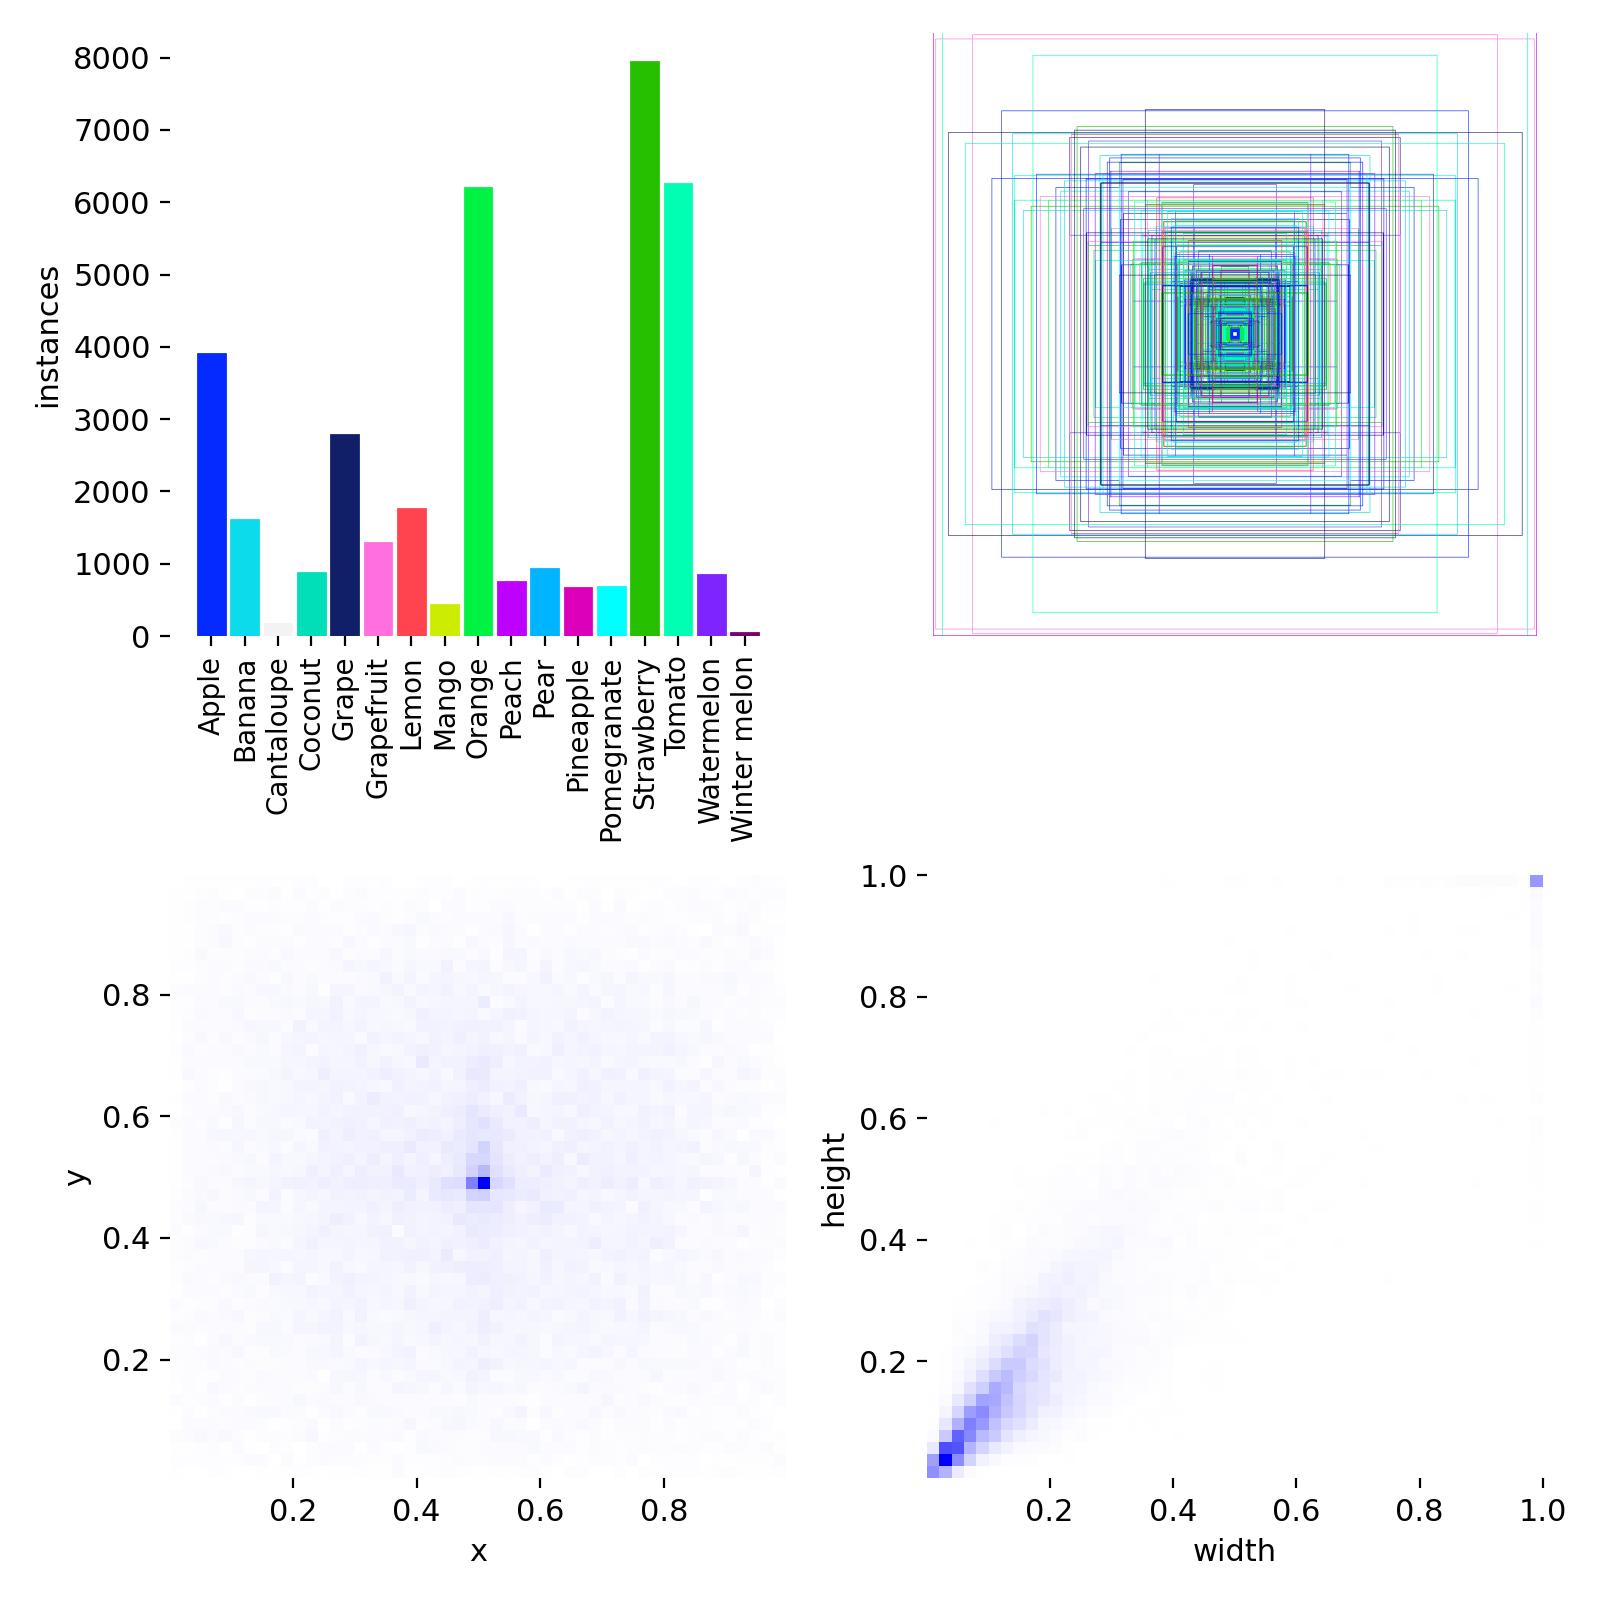 8000
7000
6000
5000
4000
3000
2000
1000
0
instances
Apple
Banana
Cantaloupe
Coconut
Grape
Grapefruit
Lemon
Mango
Orange
Peach
Pear
Pineapple
Pomegranate
Strawberry
Tomato
Watermelon
Winter melon
0.8
0.6
0.4
0.2
y
0.2
0.4
0.6
0.8
x
1.0
0.8
0.6
0.4
0.2
height
0.2
0.4
0.6
0.8
1.0
width